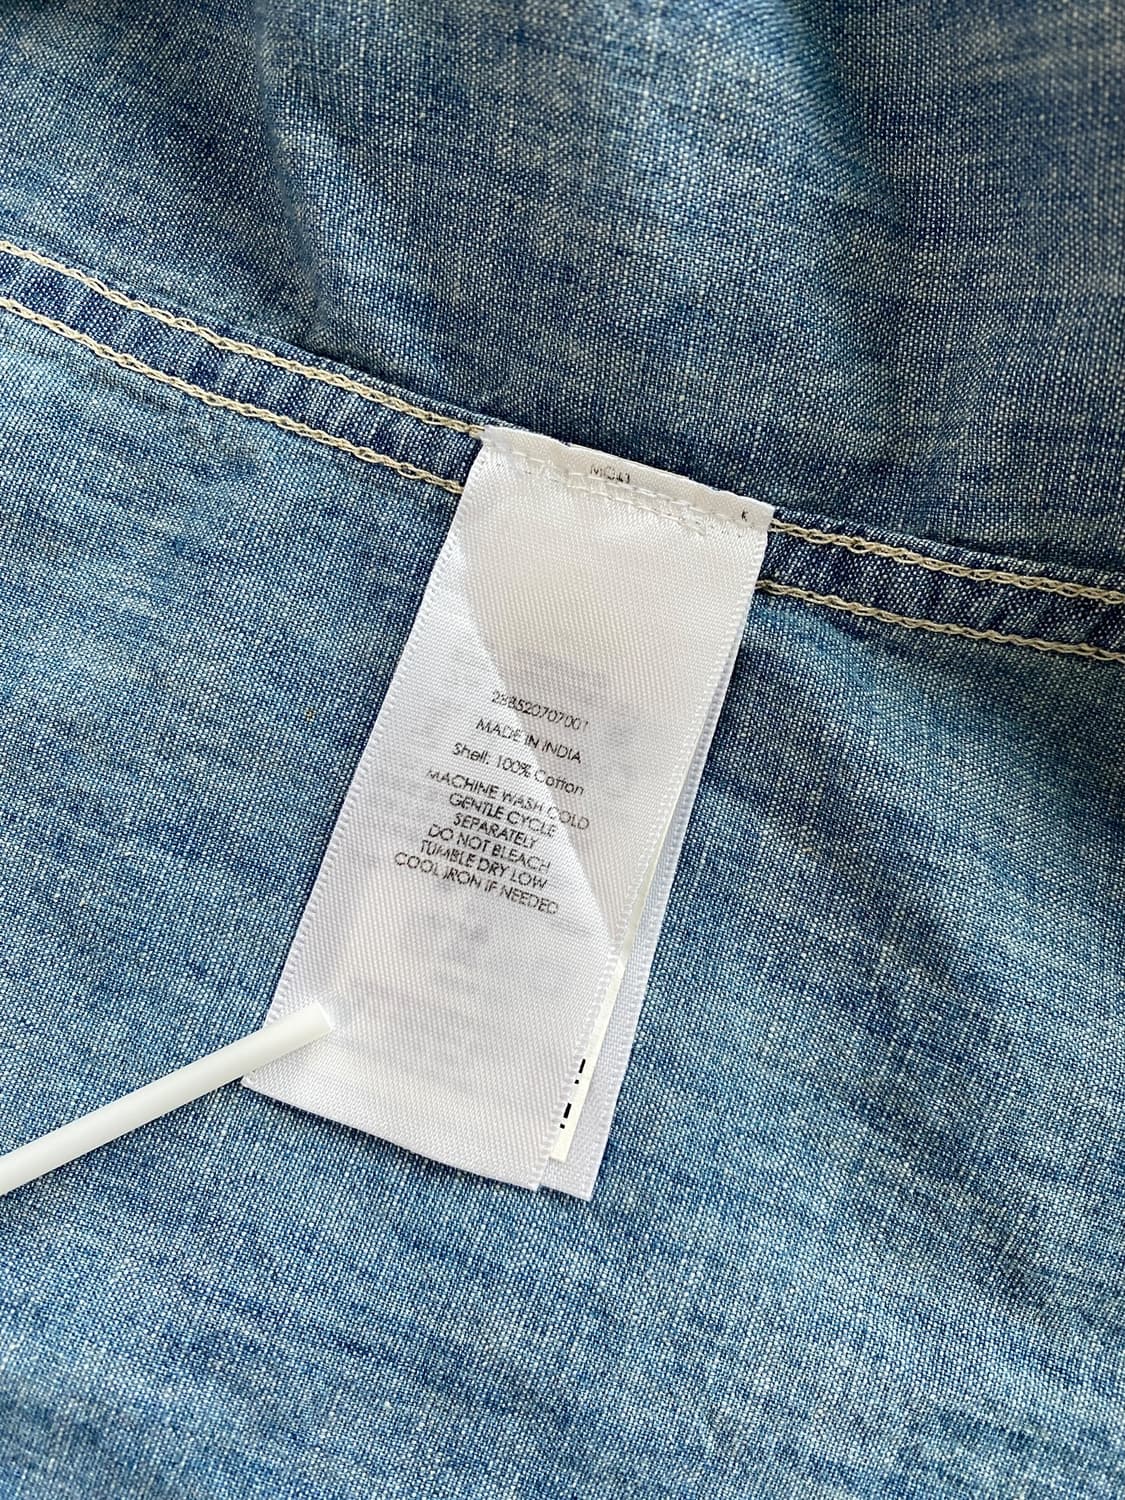 MADE IN INDIA
Shell: 100% Cotton
MACHINE WASH COLD
GENTLE CYCLE
SEPARATELY
DO NOT BLEACH
TUMBLE DRY LOW
COOL IRON IF NEEDED